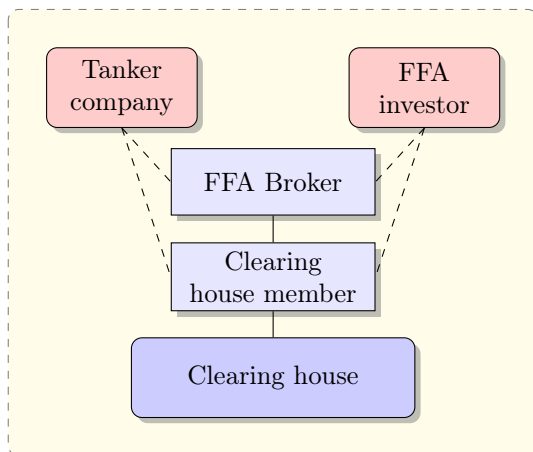 Tanker
company
FFA
investor
FFA Broker
Clearing
house member
Clearing house